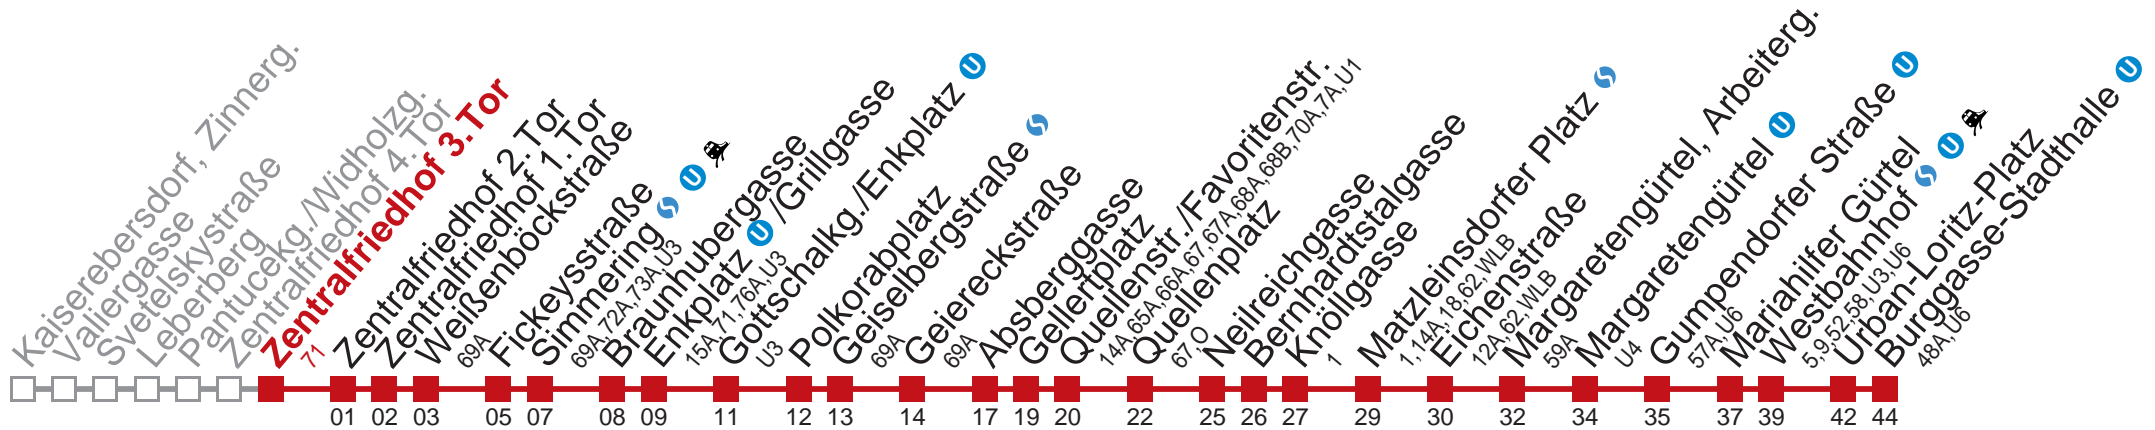 Kaiserebersdorf, Zinnerg.
Valiergasse
Svetelskystraße
Leberberg
Pantucekg./Widholzg.
Zentralfriedhof 4.Tor
Zentralfriedhof 3.Tor
71
Zentralfriedhof 2.Tor
Zentralfriedhof 1.Tor
Weißenböckstraße
69A
Fickeysstraße
Simmering S U
69A,72A,73A,U3
Braunhubergasse
Enkplatz U /Grillgasse
15A,71,76A,U3
Gottschalkg./Enkplatz U
U3
Polkorabplatz
Geiselbergstraße S
69A
Geiereckstraße
69A
Absberggasse
Gellertplatz
Quellenstr./Favoritenstr.
14A,65A,66A,67,67A,68A,68B,70A,7A,U1
Quellenplatz
67,O
Neilreichgasse
Bernhardtstalgasse
Knöllgasse
1
Matzleinsdorfer Platz S
1,14A,18,62,WLB
Eichenstraße
12A,62,WLB
Margaretengürtel, Arbeiterg.
59A
Margaretengürtel U
U4
Gumpendorfer Straße U
57A,U6
Mariahilfer Gürtel
Westbahnhof S U
5,9,52,58,U3,U6
Urban-Loritz-Platz
Burggasse-Stadthalle U
48A,U6
01 02 03 05 07 08 09 11 12 13 14 17 19 20 22 25 26 27 29 30 32 34 35 37 39 42 44